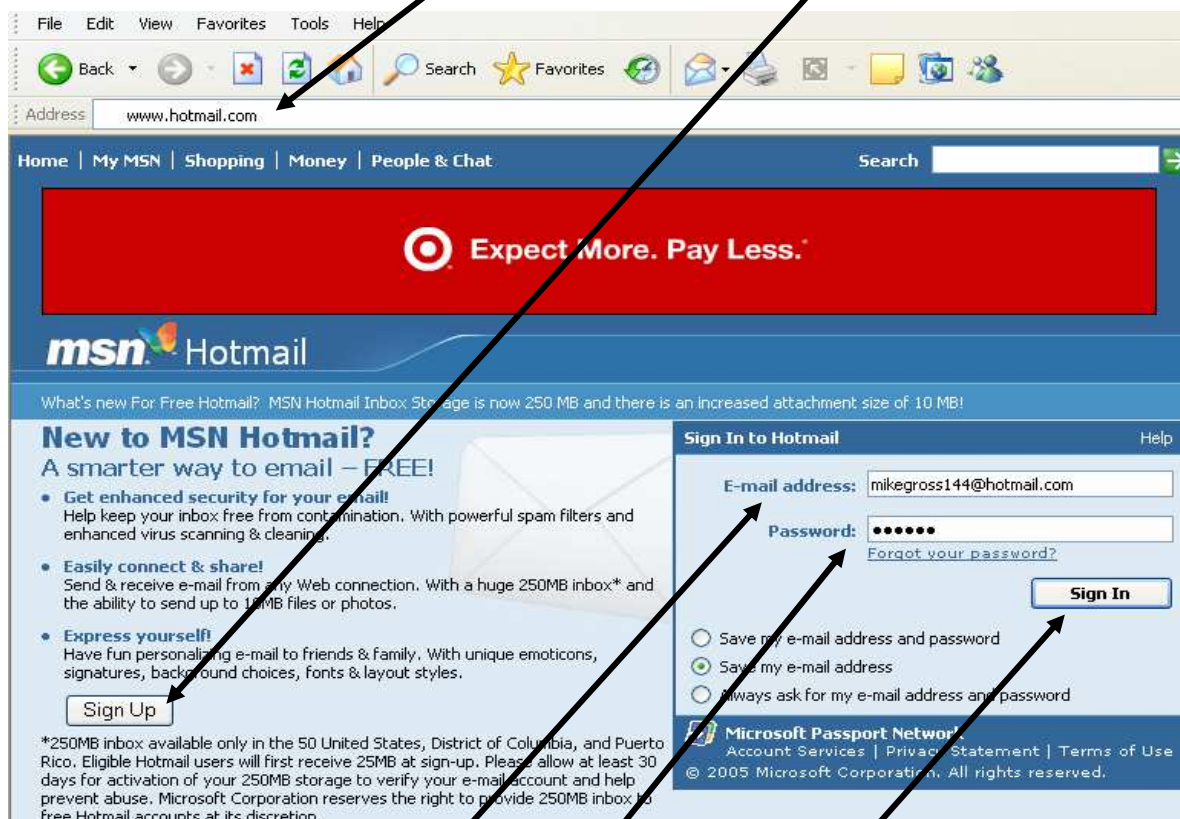 File Edit View Favorites Tools Help
Back Search Favorites
Address www.hotmail.com
Home | My MSN | Shopping | Money | People & Chat Search
Expect More. Pay Less.
msn Hotmail
What's new For Free Hotmail? MSN Hotmail Inbox Storage is now 250 MB and there is an increased attachment size of 10 MB!
New to MSN Hotmail?
A smarter way to email – FREE!
• Get enhanced security for your email!
Help keep your inbox free from contamination. With powerful spam filters and
enhanced virus scanning & cleaning.
• Easily connect & share!
Send & receive e-mail from any Web connection. With a huge 250MB inbox* and
the ability to send up to 10MB files or photos.
• Express yourself!
Have fun personalizing e-mail to friends & family. With unique emoticons,
signatures, background choices, fonts & layout styles.
Sign Up
*250MB inbox available only in the 50 United States, District of Columbia, and Puerto
Rico. Eligible Hotmail users will first receive 25MB at sign-up. Please allow at least 30
days for activation of your 250MB storage to verify your e-mail account and help
prevent abuse. Microsoft Corporation reserves the right to provide 250MB inbox to
free Hotmail accounts at its discretion.
Sign In to Hotmail Help
E-mail address: mikegross144@hotmail.com
Password: ●●●●●●
Forgot your password?
Sign In
Save my e-mail address and password
Save my e-mail address
Always ask for my e-mail address and password
Microsoft Passport Network
Account Services | Privacy Statement | Terms of Use
© 2005 Microsoft Corporation. All rights reserved.